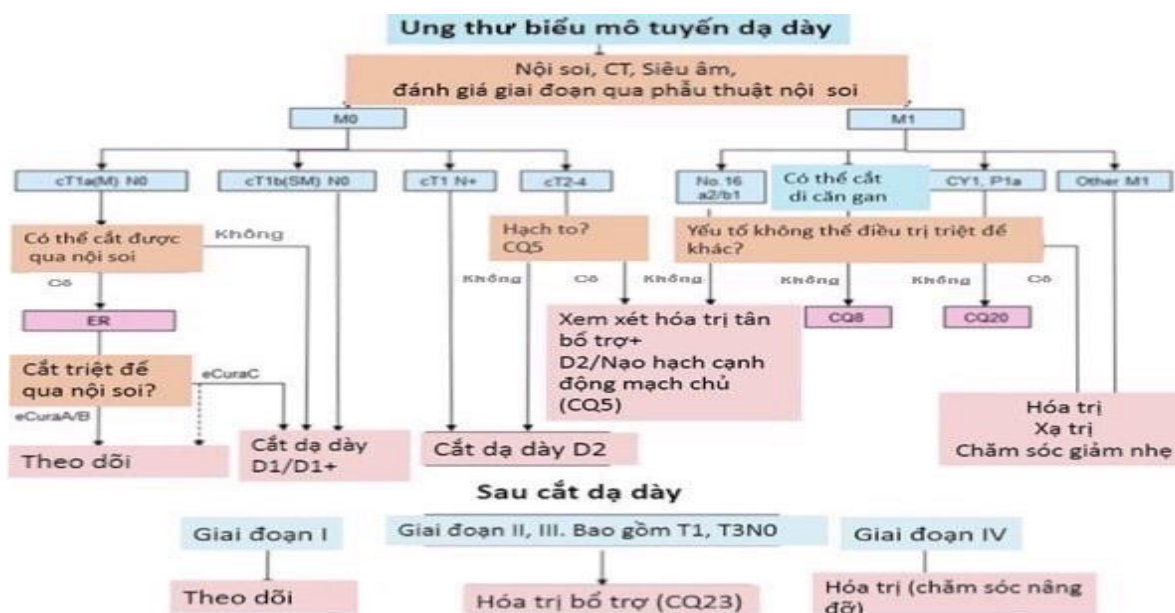 Ung thư biểu mô tuyến dạ dày
Nội soi, CT, Siêu âm,
đánh giá giai đoạn qua phẫu thuật nội soi
M0
M1
cT1a(M) N0
cT1b(SM) N0
cT1 N+
cT2-4
No.16
a2/b1
Có thể cắt
di căn gan
CY1, P1a
Other M1
Có thể cắt được
qua nội soi
Không
Hạch to?
CQ5
Yếu tố không thể điều trị triệt để
khác?
Có
Không
Có
Không
Không
Không
Có
ER
Xem xét hóa trị tân
bổ trợ+
D2/Nạo hạch cạnh
động mạch chủ
(CQ5)
CQ8
CQ20
Cắt triệt để
qua nội soi?
eCuraC
eCuraA/B
Theo dõi
Cắt dạ dày
D1/D1+
Cắt dạ dày D2
Hóa trị
Xạ trị
Chăm sóc giảm nhẹ
Sau cắt dạ dày
Giai đoạn I
Giai đoạn II, III. Bao gồm T1, T3N0
Giai đoạn IV
Theo dõi
Hóa trị bổ trợ (CQ23)
Hóa trị (chăm sóc nâng
đỡ)